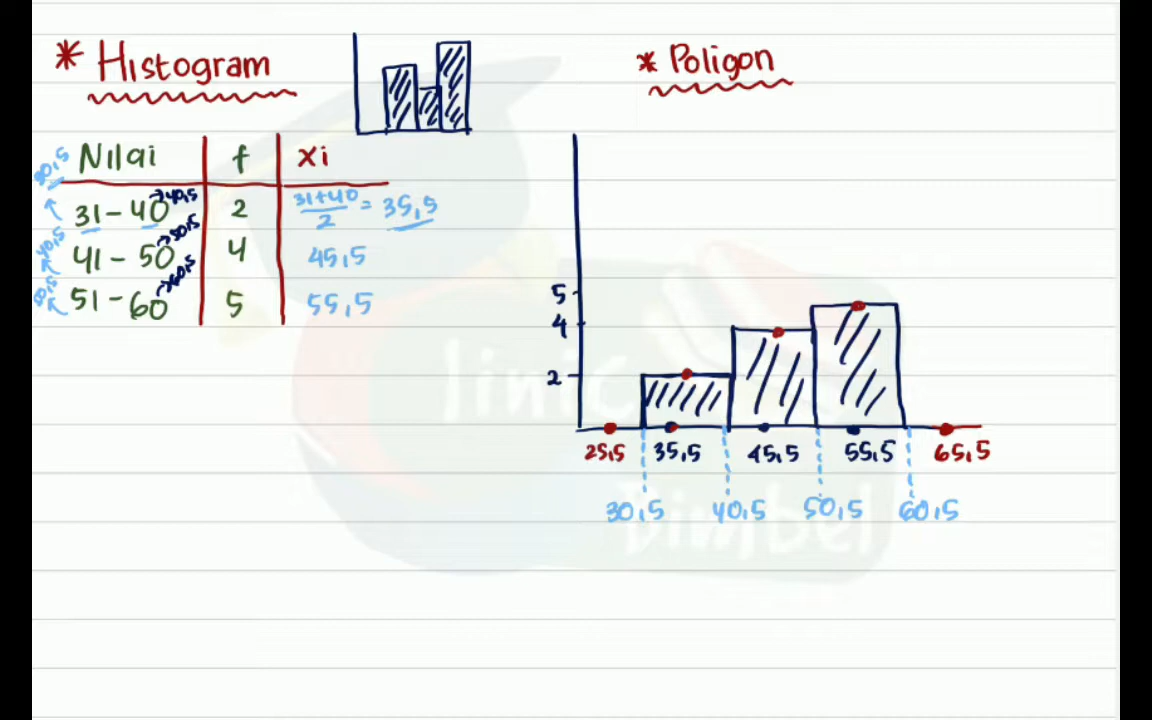 * Histogram
* Poligon
Nilai f xi
30,5
31 - 40 → 40,5 2 31+40/2 = 35,5
40,5
41 - 50 → 50,5 4 45,5
50,5
51 - 60 → 60,5 5 55,5
5
4
2
25,5 35,5 45,5 55,5 65,5
30,5 40,5 50,5 60,5
linic
Bimbel